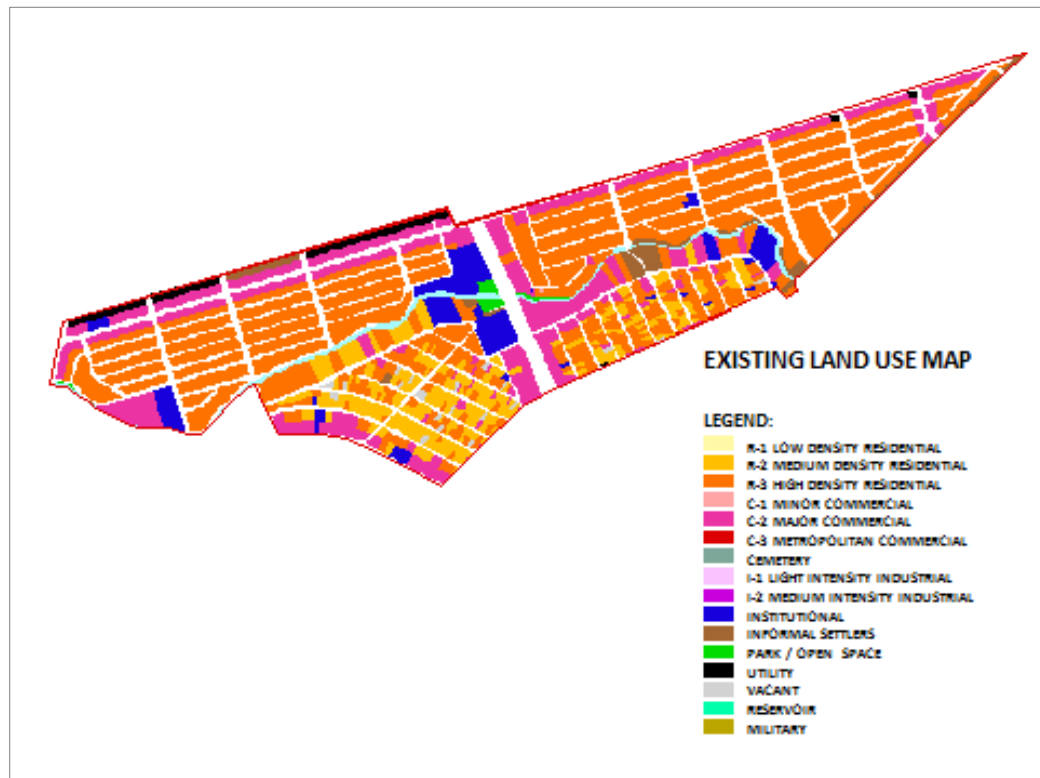 EXISTING LAND USE MAP
LEGEND:
R-1 LOW DENSITY RESIDENTIAL
R-2 MEDIUM DENSITY RESIDENTIAL
R-3 HIGH DENSITY RESIDENTIAL
C-1 MINOR COMMERCIAL
C-2 MAJOR COMMERCIAL
C-3 METROPOLITAN COMMERCIAL
CEMETERY
I-1 LIGHT INTENSITY INDUSTRIAL
I-2 MEDIUM INTENSITY INDUSTRIAL
INSTITUTIONAL
INFORMAL SETTLERS
PARK / OPEN SPACE
UTILITY
VACANT
RESERVOIR
MILITARY